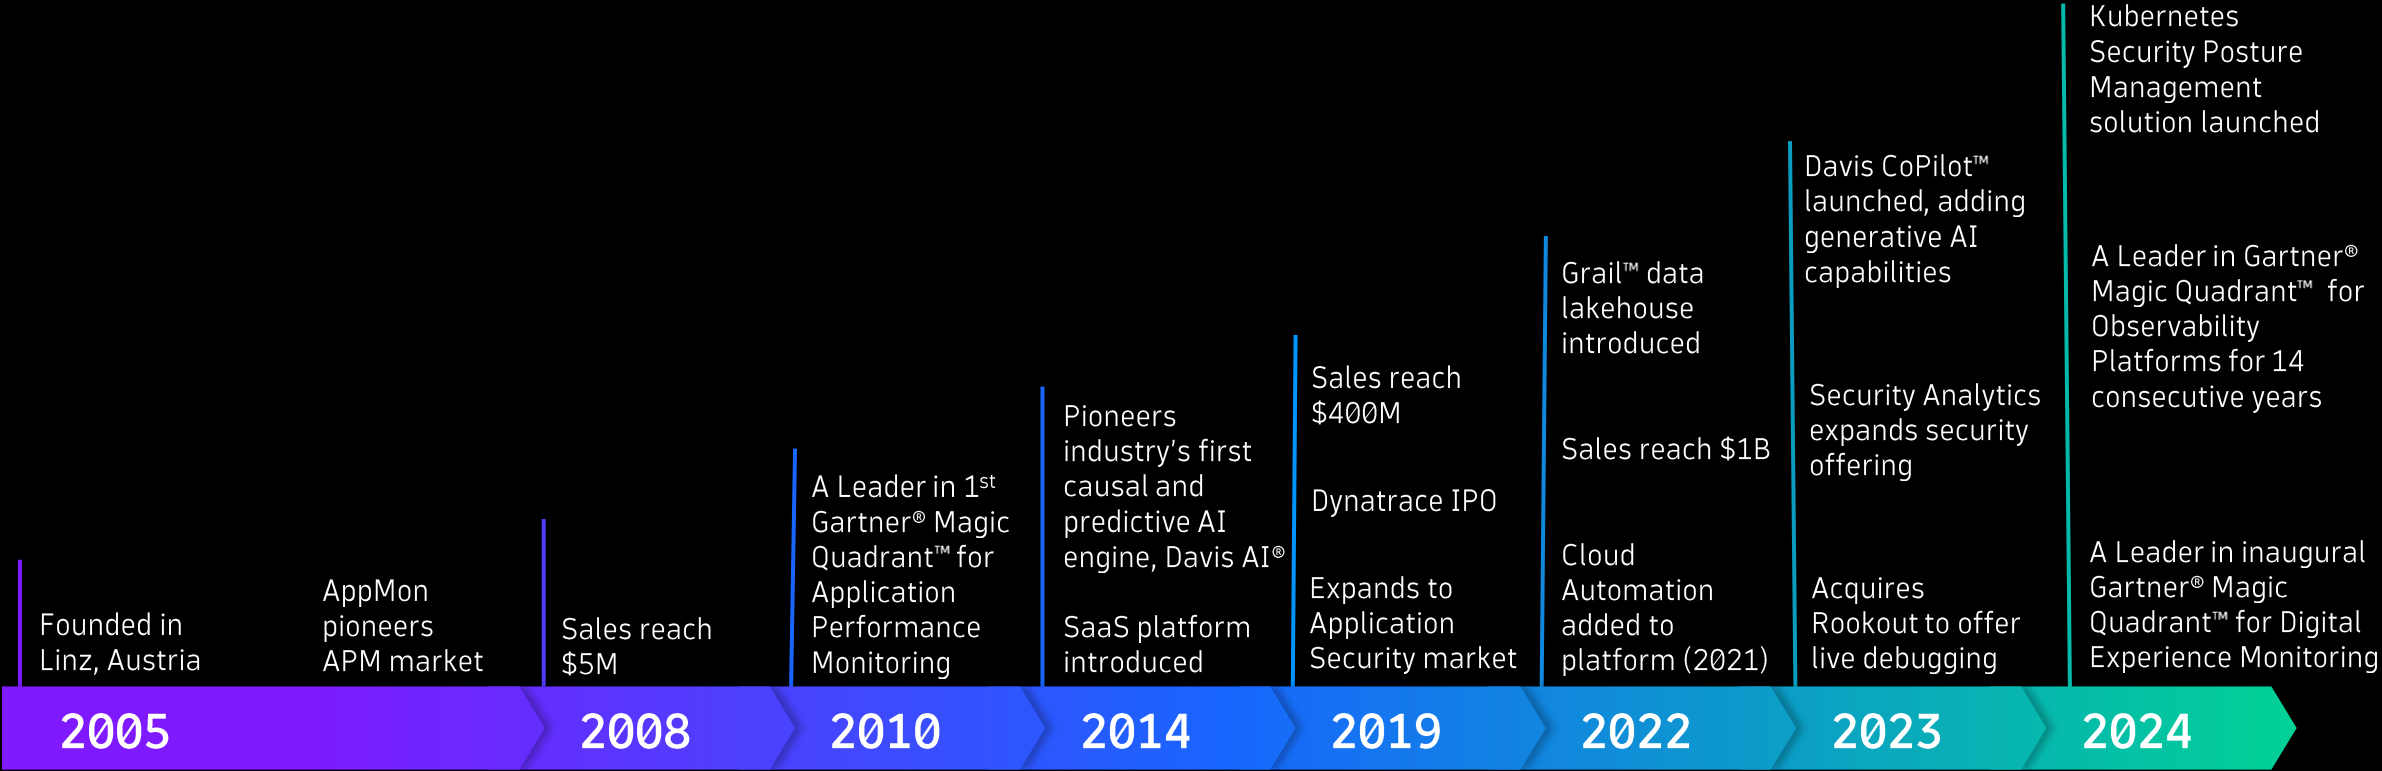 Founded in
Linz, Austria
AppMon
pioneers
APM market
2005
Sales reach
$5M
2008
A Leader in 1st
Gartner® Magic
Quadrant™ for
Application
Performance
Monitoring
2010
Pioneers
industry’s first
causal and
predictive AI
engine, Davis AI®
SaaS platform
introduced
2014
Sales reach
$400M
Dynatrace IPO
Expands to
Application
Security market
2019
Grail™ data
lakehouse
introduced
Sales reach $1B
Cloud
Automation
added to
platform (2021)
2022
Davis CoPilot™
launched, adding
generative AI
capabilities
Security Analytics
expands security
offering
Acquires
Rookout to offer
live debugging
2023
Kubernetes
Security Posture
Management
solution launched
A Leader in Gartner®
Magic Quadrant™ for
Observability
Platforms for 14
consecutive years
A Leader in inaugural
Gartner® Magic
Quadrant™ for Digital
Experience Monitoring
2024